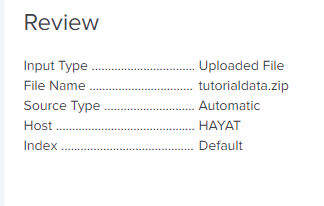 Review
Input Type ................................. Uploaded File
File Name ................................. tutorialdata.zip
Source Type .............................. Automatic
Host ............................................. HAYAT
Index ........................................... Default